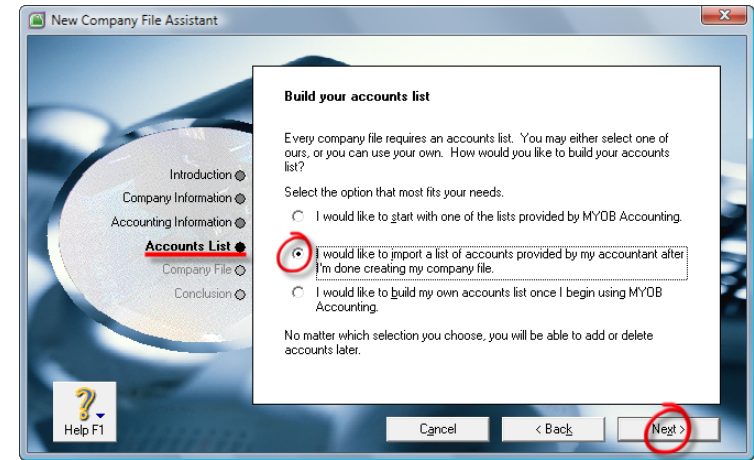 New Company File Assistant
Build your accounts list
Every company file requires an accounts list. You may either select one of
ours, or you can use your own. How would you like to build your accounts
list?
Select the option that most fits your needs.
I would like to start with one of the lists provided by MYOB Accounting.
I would like to import a list of accounts provided by my accountant after
I'm done creating my company file.
I would like to build my own accounts list once I begin using MYOB
Accounting.
No matter which selection you choose, you will be able to add or delete
accounts later.
Introduction
Company Information
Accounting Information
Accounts List
Company File
Conclusion
?
Help F1
Cancel
< Back
Next >